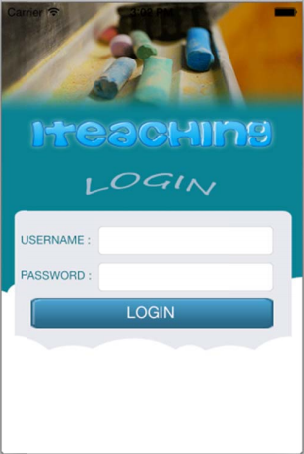 Carrier
iTeaching
LOGIN
USERNAME :
PASSWORD :
LOGIN